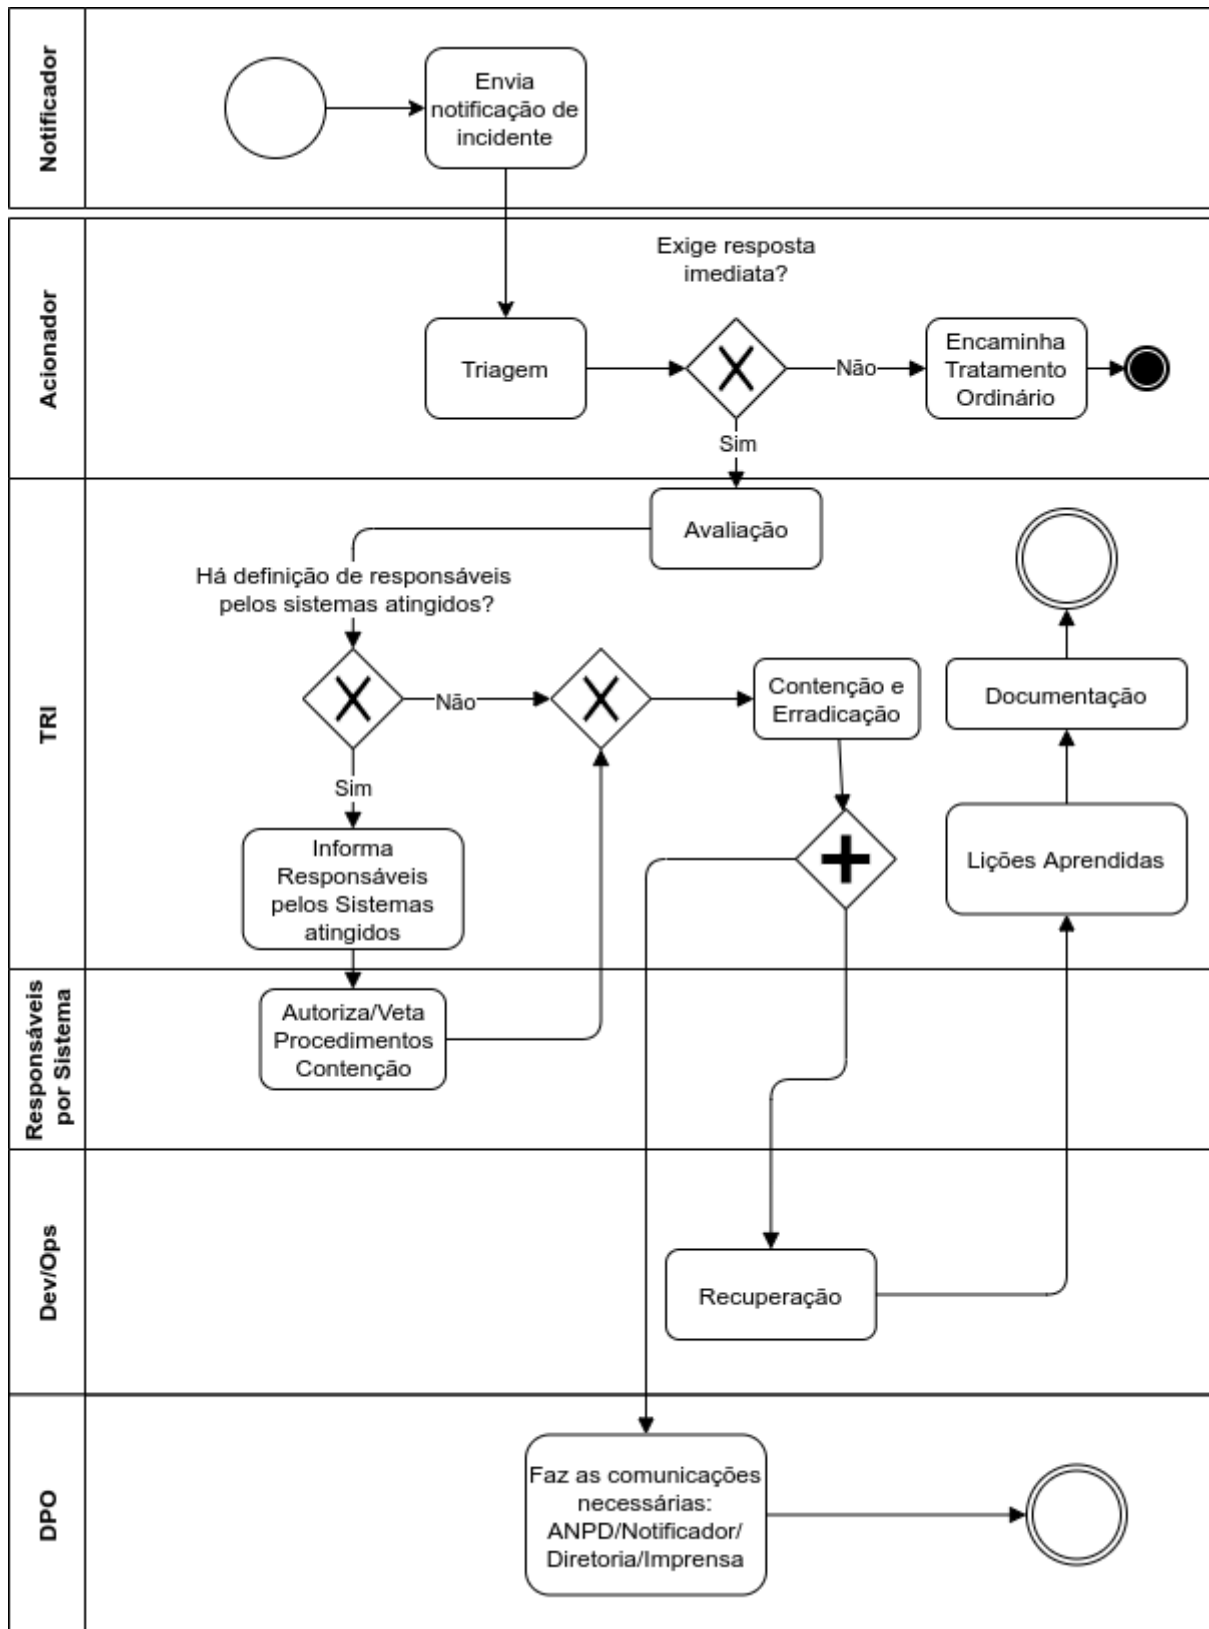 Notificador
Envia
notificação de
incidente
Acionador
Exige resposta
imediata?
Triagem
Não
Encaminha
Tratamento
Ordinário
Sim
TRI
Avaliação
Há definição de responsáveis
pelos sistemas atingidos?
Não
Contenção e
Erradicação
Documentação
Sim
Informa
Responsáveis
pelos Sistemas
atingidos
Lições Aprendidas
Responsáveis
por Sistema
Autoriza/Veta
Procedimentos
Contenção
Dev/Ops
Recuperação
DPO
Faz as comunicações
necessárias:
ANPD/Notificador/
Diretoria/Imprensa